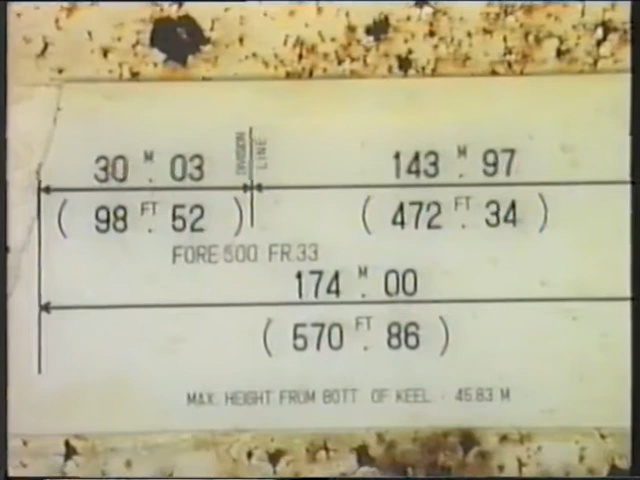 DIVISION LINE
30 M. 03
143 M. 97
( 98 FT. 52 )
( 472 FT. 34 )
FORE 500 FR.33
174 M. 00
( 570 FT. 86 )
MAX. HEIGHT FROM BOTT. OF KEEL - 45.83 M